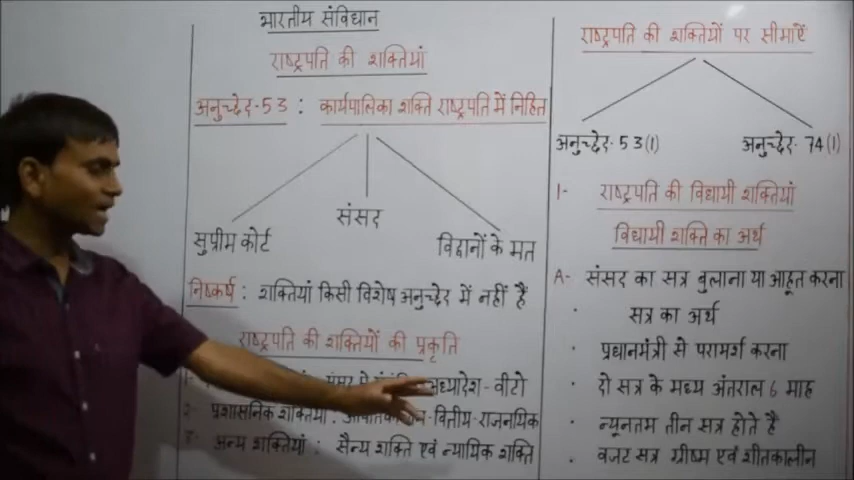 भारतीय संविधान
राष्ट्रपति की शक्तियां
अनुच्छेद-53 : कार्यपालिका शक्ति राष्ट्रपति में निहित
सुप्रीम कोर्ट
संसद
विद्वानों के मत
निष्कर्ष : शक्तियां किसी विशेष अनुच्छेद में नहीं हैं
राष्ट्रपति की शक्तियों की प्रकृति
1- अध्यादेश - वीटो
2- प्रशासनिक शक्तियां : वित्तीय-राजनयिक
अन्य शक्तियां : सैन्य शक्ति एवं न्यायिक शक्ति
राष्ट्रपति की शक्तियों पर सीमाएँ
अनुच्छेद-53(1)
अनुच्छेद-74(1)
1- राष्ट्रपति की विधायी शक्तियां
विधायी शक्ति का अर्थ
A- संसद का सत्र बुलाना या आहूत करना
· सत्र का अर्थ
· प्रधानमंत्री से परामर्श करना
· दो सत्र के मध्य अंतराल 6 माह
· न्यूनतम तीन सत्र होते हैं
· बजट सत्र ग्रीष्म एवं शीतकालीन